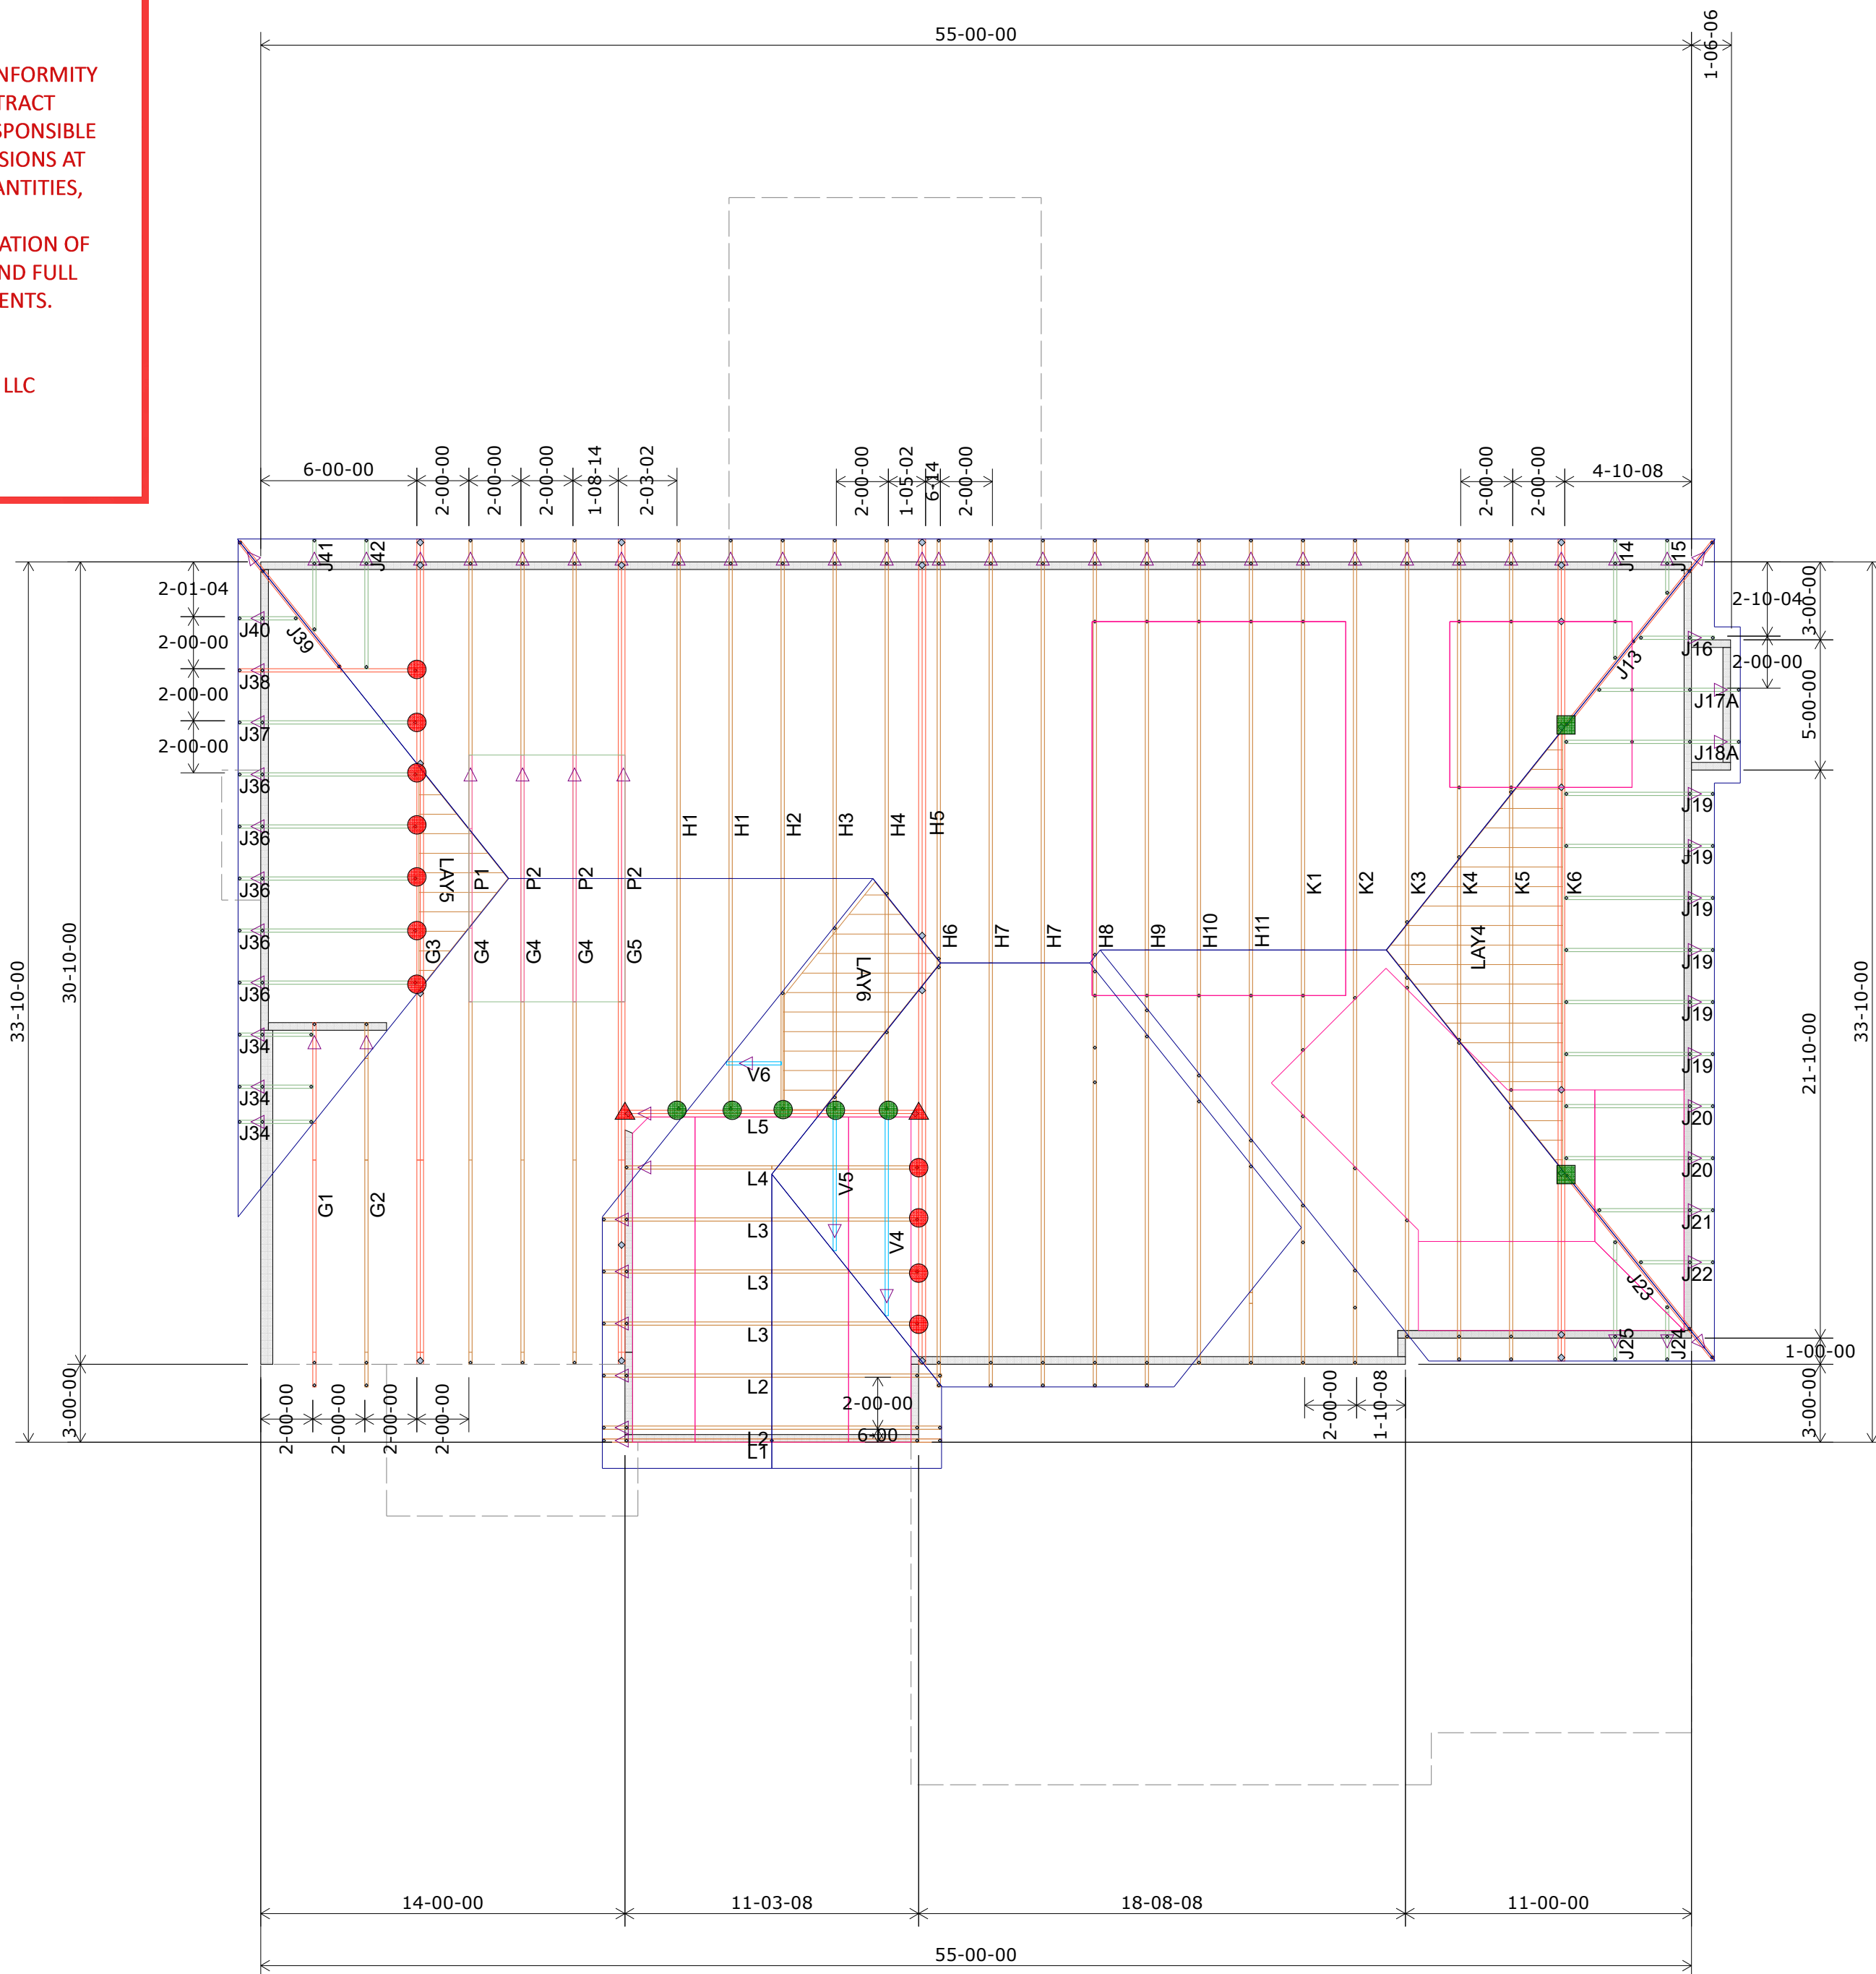 55-00-00
1-06-06
NFORMITY
TRACT
SPONSIBLE
SIONS AT
ANTITIES,
ATION OF
ND FULL
ENTS.
LLC
6-00-00
2-00-00
2-00-00
2-00-00
1-08-14
2-03-02
2-00-00
1-05-02
6-14
2-00-00
2-00-00
2-00-00
4-10-08
J41
J42
J14
J15
2-01-04
2-10-04
3-00-00
J40
J39
J13
J16
2-00-00
2-00-00
J38
J17A
2-00-00
5-00-00
J37
2-00-00
J18A
J36
J19
H1
H1
H2
H3
H4
H5
J36
J19
LAY5
P1
P2
P2
P2
K1
K2
K3
K4
K5
K6
J36
J19
G3
G4
G4
G4
G5
H6
H7
H7
H8
H9
H10
H11
LAY4
J36
J19
LAY6
33-10-00
30-10-00
33-10-00
J36
J19
21-10-00
J34
J19
V6
J34
J20
J34
L5
J20
L4
V5
G1
G2
J21
L3
V4
J22
L3
J23
L3
J25
J24
1-00-00
L2
2-00-00
2-00-00
2-00-00
2-00-00
2-00-00
3-00-00
2-00-00
1-10-08
3-00-00
L2
6-00
L1
14-00-00
11-03-08
18-08-08
11-00-00
55-00-00